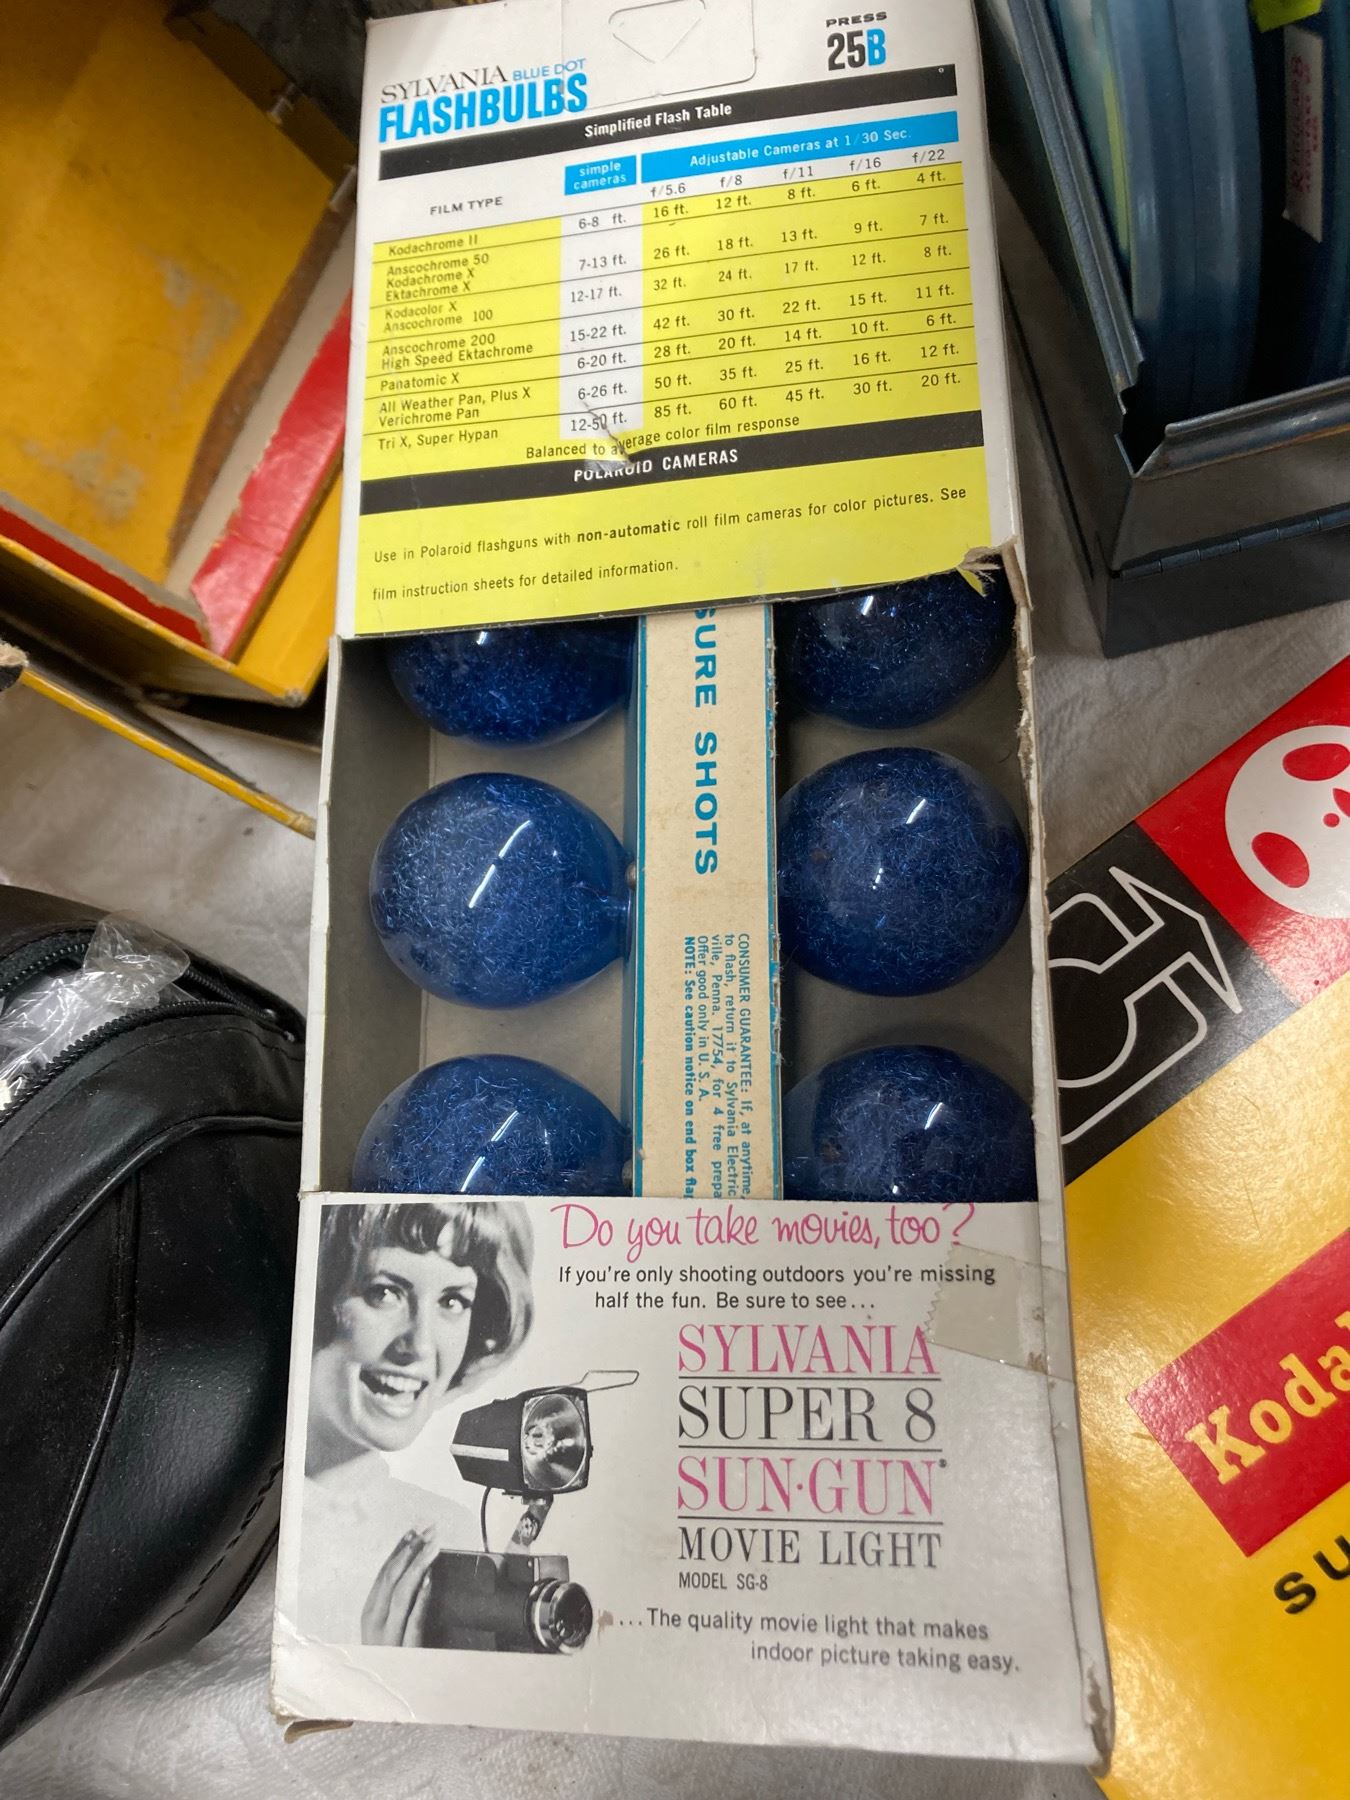 PRESS
25B
SYLVANIA BLUE DOT
FLASHBULBS
Simplified Flash Table
FILM TYPE
simple cameras
Adjustable Cameras at 1/30 Sec.
f/5.6 f/8 f/11 f/16 f/22
Kodachrome II 6-8 ft. 16 ft. 12 ft. 8 ft. 6 ft. 4 ft.
Anscochrome 50
Kodachrome X
Ektachrome X 7-13 ft. 26 ft. 18 ft. 13 ft. 9 ft. 7 ft.
Kodacolor X
Anscochrome 100 12-17 ft. 32 ft. 24 ft. 17 ft. 12 ft. 8 ft.
Anscochrome 200
High Speed Ektachrome 15-22 ft. 42 ft. 30 ft. 22 ft. 15 ft. 11 ft.
Panatomic X 6-20 ft. 28 ft. 20 ft. 14 ft. 10 ft. 6 ft.
All Weather Pan, Plus X
Verichrome Pan 6-26 ft. 50 ft. 35 ft. 25 ft. 16 ft. 12 ft.
Tri X, Super Hypan 12-50 ft. 85 ft. 60 ft. 45 ft. 30 ft. 20 ft.
Balanced to average color film response
POLAROID CAMERAS
Use in Polaroid flashguns with non-automatic roll film cameras for color pictures. See
film instruction sheets for detailed information.
SURE SHOTS
CONSUMER GUARANTEE: If, at anytime,
to flash, return it to Sylvania Electric
ville, Penna. 17754, for 4 free prepa
Offer good only in U. S. A.
NOTE: See caution notice on end box flap
Do you take movies, too?
If you're only shooting outdoors you're missing
half the fun. Be sure to see...
SYLVANIA
SUPER 8
SUN·GUN®
MOVIE LIGHT
MODEL SG-8
...The quality movie light that makes
indoor picture taking easy.
Koda
SU